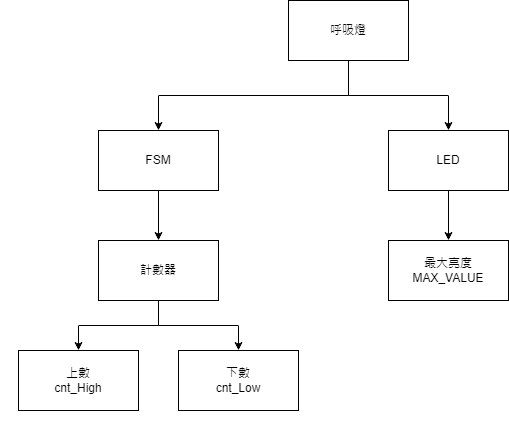 呼吸燈
FSM
LED
計數器
最大亮度
MAX_VALUE
上數
cnt_High
下數
cnt_Low